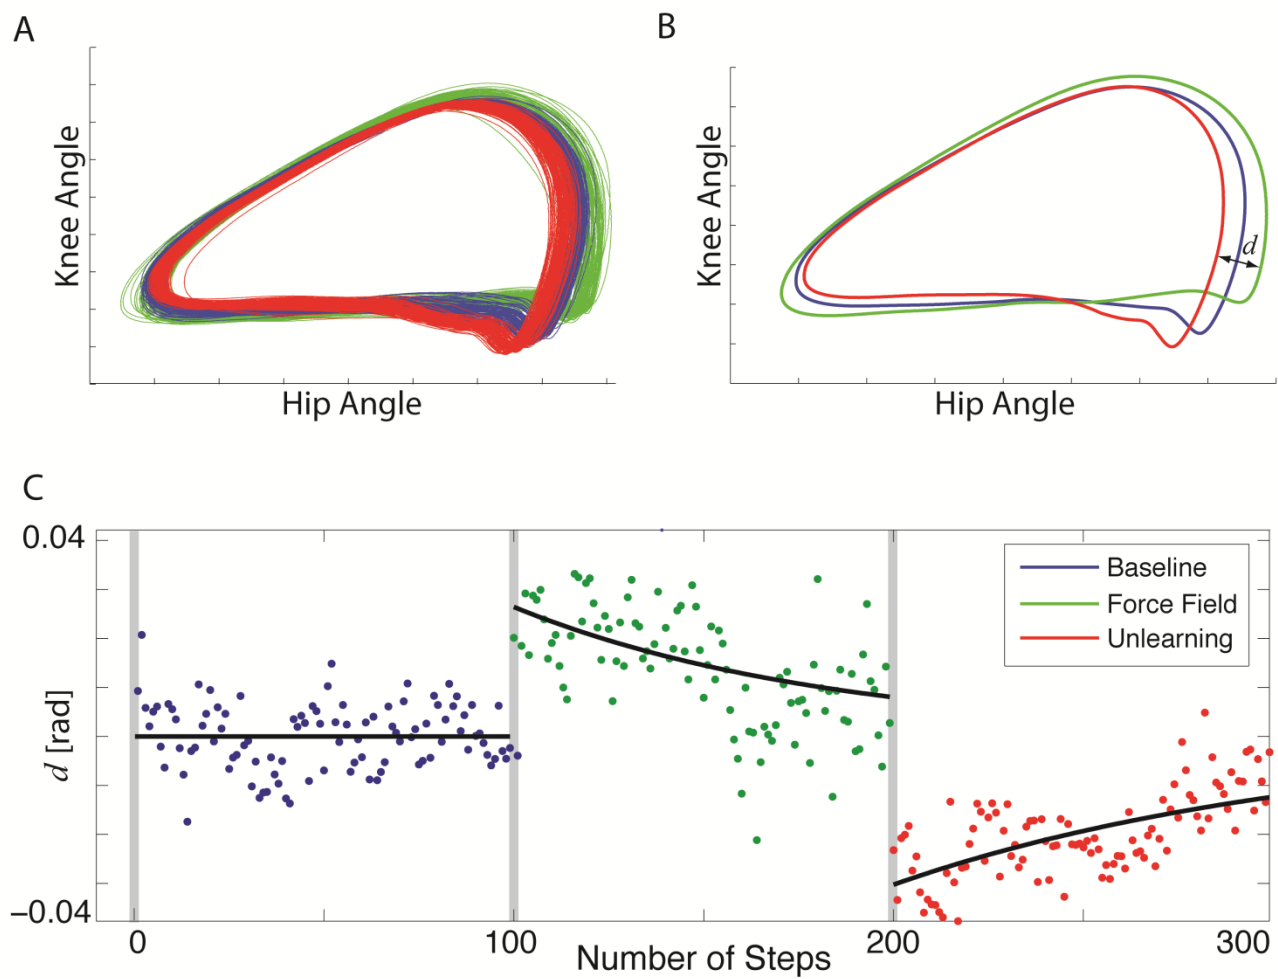 A
Knee Angle
Hip Angle
B
Knee Angle
d
Hip Angle
C
0.04
d [rad]
−0.04
Baseline
Force Field
Unlearning
0
100
200
300
Number of Steps